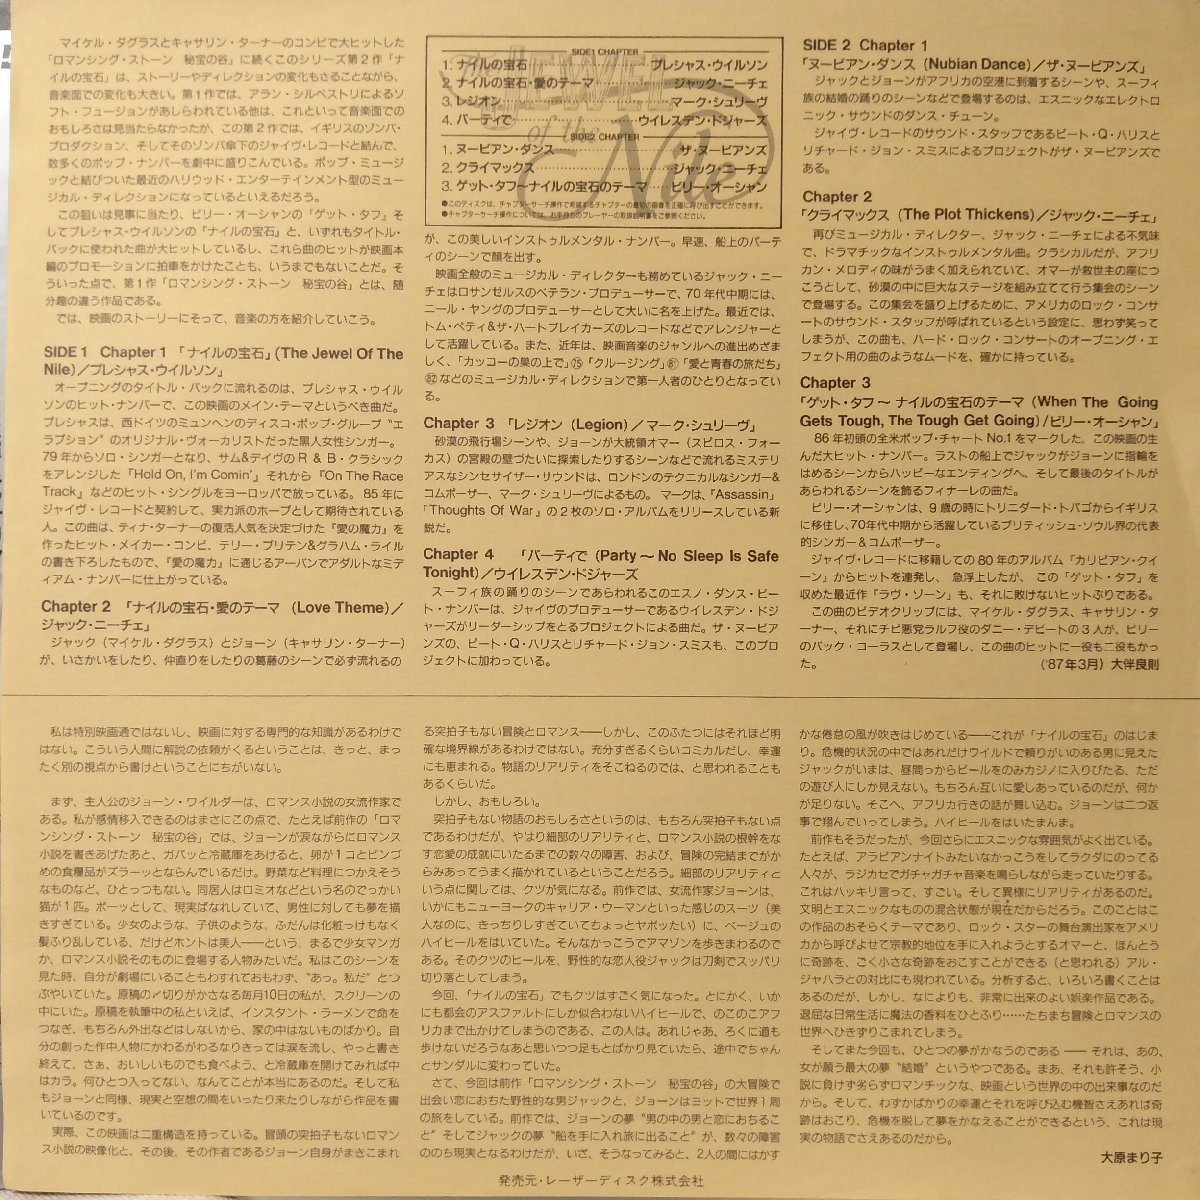 マイケル・ダグラスとキャサリン・ターナーのコンビで大ヒットした
「ロマンシング・ストーン　秘宝の谷」に続くこのシリーズ第2作「ナ
イルの宝石」は、ストーリーやディレクションの変化もさることながら、
音楽面での変化も大きい。第1作では、アラン・シルベストリによるソ
フト・フュージョンがあしらわれている他は、これといって音楽面での
おもしろさは見当たらなかったが、この第2作では、イギリスのゾンバ・
プロダクション、そしてそのゾンバ傘下のジャイヴ・レコードと結んで、
数多くのポップ・ナンバーを劇中に盛りこんでいる。ポップ・ミュージ
ックと結びついた最近のハリウッド・エンターテインメント型のミュー
ジカル・ディレクションになっているといえるだろう。
この狙いは見事に当たり、ビリー・オーシャンの「ゲット・タフ」そ
してプレシャス・ウイルソンの「ナイルの宝石」と、いずれもタイトル・
バックに使われた曲が大ヒットしているし、これら曲のヒットが映画本
編のプロモーションに拍車をかけたことも、いうまでもないことだ。そ
ういった点で、第1作「ロマンシング・ストーン　秘宝の谷」とは、随
分趣の違う作品である。
では、映画のストーリーにそって、音楽の方を紹介していこう。
SIDE 1　Chapter 1　「ナイルの宝石」(The Jewel Of The
Nile)／プレシャス・ウイルソン」
オープニングのタイトル・バックに流れるのは、プレシャス・ウイル
ソンのヒット・ナンバーで、この映画のメイン・テーマというべき曲だ。
プレシャスは、西ドイツのミュンヘンのディスコ・ポップ・グループ“エ
ラプション”のオリジナル・ヴォーカリストだった黒人女性シンガー。
79年からソロ・シンガーとなり、サム&デイヴのR&B・クラシック
をアレンジした『Hold On, I'm Comin'』それから『On The Race
Track』などのヒット・シングルをヨーロッパで放っている。85年に
ジャイヴ・レコードと契約して、実力派のホープとして期待されている
人。この曲は、ティナ・ターナーの復活人気を決定づけた『愛の魔力』を
作ったヒット・メイカー・コンビ、テリー・ブリテン&グラハム・ライル
の書き下ろしたもので、『愛の魔力』に通じるアーバンでアダルトなミデ
ィアム・ナンバーに仕上がっている。
Chapter 2　「ナイルの宝石・愛のテーマ　(Love Theme)／
ジャック・ニーチェ」
ジャック（マイケル・ダグラス）とジョーン（キャサリン・ターナー）
が、いさかいをしたり、仲直りをしたりの葛藤のシーンで必ず流れるの
JEWEL of the Nile
SIDE1 CHAPTER
1. ナイルの宝石 プレシャス・ウイルソン
2. ナイルの宝石・愛のテーマ ジャック・ニーチェ
3. レジオン マーク・シュリーヴ
4. パーティで ウイレスデン・ドジャーズ
SIDE2 CHAPTER
1. ヌービアン・ダンス ザ・ヌービアンズ
2. クライマックス ジャック・ニーチェ
3. ゲット・タフ〜ナイルの宝石のテーマ ビリー・オーシャン
●このディスクは、チャプターサーチ操作で希望するチャプターの最初の画像を正確に呼び出すことができます。
●チャプターサーチ操作については、お手持ちのプレーヤーの取扱説明書をご参照ください。
が、この美しいインストゥルメンタル・ナンバー。早速、船上のパーテ
ィのシーンで顔を出す。
映画全般のミュージカル・ディレクターも務めているジャック・ニー
チェはロサンゼルスのベテラン・プロデューサーで、70年代中期には、
ニール・ヤングのプロデューサーとして大いに名を上げた。最近では、
トム・ペティ&ザ・ハートブレイカーズのレコードなどでアレンジャーと
して活躍している。また、近年は、映画音楽のジャンルへの進出めざま
しく、「カッコーの巣の上で」㊆「クルージング」㊇「愛と青春の旅だち」
などのミュージカル・ディレクションで第一人者のひとりとなってい
る。
Chapter 3　「レジオン (Legion)／マーク・シュリーヴ」
砂漠の飛行場シーンや、ジョーンが大統領オマー（スピロス・フォー
カス）の宮殿の壁づたいに探索したりするシーンなどで流れるミステリ
アスなシンセサイザー・サウンドは、ロンドンのテクニカルなシンガー&
コムポーザー、マーク・シュリーヴによるもの。マークは、『Assassin』
「Thoughts Of War」の2枚のソロ・アルバムをリリースしている新
鋭だ。
Chapter 4　「パーティで (Party〜No Sleep Is Safe
Tonight)／ウイレスデン・ドジャーズ
スーフィ族の踊りのシーンであらわれるこのエスノ・ダンス・ビー
ト・ナンバーは、ジャイヴのプロデューサーであるウイレスデン・ドジ
ャーズがリーダーシップをとるプロジェクトによる曲だ。ザ・ヌービア
ンズの、ピート・Q・ハリスとリチャード・ジョン・スミスも、このプロ
ジェクトに加わっている。
SIDE 2　Chapter 1
「ヌービアン・ダンス (Nubian Dance)／ザ・ヌービアンズ」
ジャックとジョーンがアフリカの空港に到着するシーンや、スーフィ
族の結婚の踊りのシーンなどで登場するのは、エスニックなエレクトロ
ニック・サウンドのダンス・チューン。
ジャイヴ・レコードのサウンド・スタッフであるピート・Q・ハリスと
リチャード・ジョン・スミスによるプロジェクトがザ・ヌービアンズで
ある。
Chapter 2
「クライマックス (The Plot Thickens)／ジャック・ニーチェ」
再びミュージカル・ディレクター、ジャック・ニーチェによる不気味
で、ドラマチックなインストゥルメンタル曲。クラシカルだが、アフリ
カン・メロディの味がうまく加えられていて、オマーが救世主の座につ
こうとして、砂漠の中に巨大なステージを組み立てて行う集会のシーン
で登場する。この集会を盛り上げるために、アメリカのロック・コンサ
ートのサウンド・スタッフが呼ばれているという設定に、思わず笑って
しまうが、この曲も、ハード・ロック・コンサートのオープニング・エ
フェクト用の曲のようなムードを、確かに持っている。
Chapter 3
「ゲット・タフ〜 ナイルの宝石のテーマ (When The Going
Gets Tough, The Tough Get Going)／ビリー・オーシャン」
86年初頭の全米ポップ・チャートNo.1をマークした、この映画の生
んだ大ヒット・ナンバー。ラストの船上でジャックがジョーンに指輪を
はめるシーンからハッピーなエンディングへ、そして最後のタイトルが
あらわれるシーンを飾るフィナーレの曲だ。
ビリー・オーシャンは、9歳の時にトリニダード・トバゴからイギリス
に移住し、70年代中期から活躍しているブリティッシュ・ソウル界の代表
的シンガー&コムポーザー。
ジャイヴ・レコードに移籍しての80年のアルバム「カリビアン・クイ
ーン」からヒットを連発し、急浮上したが、この「ゲット・タフ」を
収めた最近作『ラヴ・ゾーン』も、それに敗けないヒットぶりである。
この曲のビデオクリップには、マイケル・ダグラス、キャサリン・タ
ーナー、それにチビ悪党ラルフ役のダニー・デビートの3人が、ビリー
のバック・コーラスとして登場し、この曲のヒットに一役も二役もかっ
た。
('87年3月) 大伴良則
私は特別映画通ではないし、映画に対する専門的な知識があるわけで
はない。こういう人間に解説の依頼がくるということは、きっと、まっ
たく別の視点から書けということにちがいない。
まず、主人公のジョーン・ワイルダーは、ロマンス小説の女流作家で
ある。私が感情移入できるのはまさにこの点で、たとえば前作の「ロマ
ンシング・ストーン　秘宝の谷」では、ジョーンが涙ながらにロマンス
小説を書きあげたあと、ガバッと冷蔵庫をあけると、卵が1コとビンづ
めの食糧品がズラーッとならんでいるだけ。野菜など料理につかえそう
なものなど、ひとっつもない。同居人はロミオなどという名のでっかい
猫が1匹。ボーッとして、現実ばなれしていて、男性に対しても夢を描
きすぎている。少女のような、子供のような、ふだんは化粧っけもなく
髪ふり乱している、だけどホントは美人――という、まるで少女マンガ
か、ロマンス小説そのものに登場する人物みたいだ。私はこのシーンを
見た時、自分が劇場にいることもわすれておもわず、“あっ。私だ”とつ
ぶやいていた。原稿の〆切りがかさなる毎月10日の私が、スクリーンの
中にいた。原稿を執筆中の私といえば、インスタント・ラーメンで命を
つなぎ、もちろん外出などはしないから、家の中はないものばかり。自
分の創った作中人物にかわるがわるなりきっては涙を流し、やっと書き
終えて、さぁ、おいしいものでも食べよう、と冷蔵庫を開けてみれば中
はカラ。何ひとつ入ってない、なんてことが本当にあるのだ。そして私
もジョーンと同様、現実と空想の間をいったり来たりしながら作品を書
いているのです。
実際、この映画は二重構造を持っている。冒頭の突拍子もないロマン
ス小説の映像化と、その後、その作者であるジョーン自身がまきこまれ
る突拍子もない冒険とロマンス――しかし、このふたつにはそれほど明
確な境界線があるわけではない。充分すぎるくらいコミカルだし、幸運
にも恵まれる。物語のリアリティをそこねるのでは、と思われることも
あるくらいだ。
しかし、おもしろい。
突拍子もない物語のおもしろさというのは、もちろん突拍子もない点
であるわけだが、やはり細部のリアリティと、ロマンス小説の根幹をな
す恋愛の成就にいたるまでの数々の障害、および、冒険の完結までがか
らみあってうまく描かれているということだろう。細部のリアリティと
いう点に関しては、クツが気になる。前作では、女流作家ジョーンは、
いかにもニューヨークのキャリア・ウーマンといった感じのスーツ（美
人なのに、きっちりしすぎていてちょっとヤボったい）に、ベージュの
ハイヒールをはいていた。そんなかっこうでアマゾンを歩きまわるので
ある。そのクツのヒールを、野性的な恋人役ジャックは刀剣でスッパリ
切り落としてしまう。
今回、「ナイルの宝石」でもクツはすごく気になった。とにかく、いか
にも都会のアスファルトにしか似合わないハイヒールで、のこのこアフ
リカまで出かけてしまうのである、この人は。あれじゃあ、ろくに道も
歩けないだろうなあと思いつつ足もとばかり見ていたら、途中でちゃん
とサンダルに変わっていた。
さて、今回は前作「ロマンシング・ストーン　秘宝の谷」の大冒険で
出会い恋におちた野性的な男ジャックと、ジョーンはミットで世界1周
の旅をしている。前作では、ジョーンの夢“男の中の男と恋におちるこ
と”そしてジャックの夢“船を手に入れ旅に出ること”が、数々の障害
ののち現実となるわけだが、いざ、そうなってみると、2人の間にはかす
かな倦怠の風が吹きはじめている――これが「ナイルの宝石」のはじま
り。危機的状況の中ではあれだけワイルドで頼りがいのある男に見えた
ジャックがいまは、昼間っからビールをのみカジノに入りびたる、ただ
の遊び人にしか見えない。もちろん互いに愛しあっているのだが、何か
が足りない。そこへ、アフリカ行きの話が舞い込む。ジョーンは二つ返
事で翔んでいってしまう。ハイヒールをはいたまんま。
前作もそうだったが、今回さらにエスニックな雰囲気がよく出ている。
たとえば、アラビアンナイトみたいなかっこうをしてラクダにのってる
人々が、ラジカセでガチャガチャ音楽を鳴らしながら走っていたりする。
これはハッキリ言って、すごい。そして異様にリアリティがあるのだ。
文明とエスニックなものの混合状態が現在だからだろう。このことはこ
の作品のおそらくテーマであり、ロック・スターの舞台演出家をアメリ
カから呼びよせて宗教的地位を手に入れようとするオマーと、ほんとう
に奇跡を、ごく小さな奇跡をおこすことができる（と思われる）アル・
ジャハラとの対比にも現われている。分析すると、いろいろ書くことは
あるのだが、しかし、なによりも、非常に出来のよい娯楽作品である。
退屈な日常生活に魔法の香料をひとふり……たちまち冒険とロマンスの
世界へひきずりこまれてしまう。
そしてまた今回も、ひとつの夢がかなうのである ―― それは、あの、
女が願う最大の夢“結婚”というやつである。まあ、それも許そう、小
説に負けず劣らずロマンチックな、映画という世界の中の出来事なのだ
から。そして、わずかばかりの幸運とそれを呼び込む機智さえあれば奇
跡はおこり、危機を脱して夢をかなえることができるという、これは現
実の物語でさえあるのだから。
大原まり子
発売元・レーザーディスク株式会社